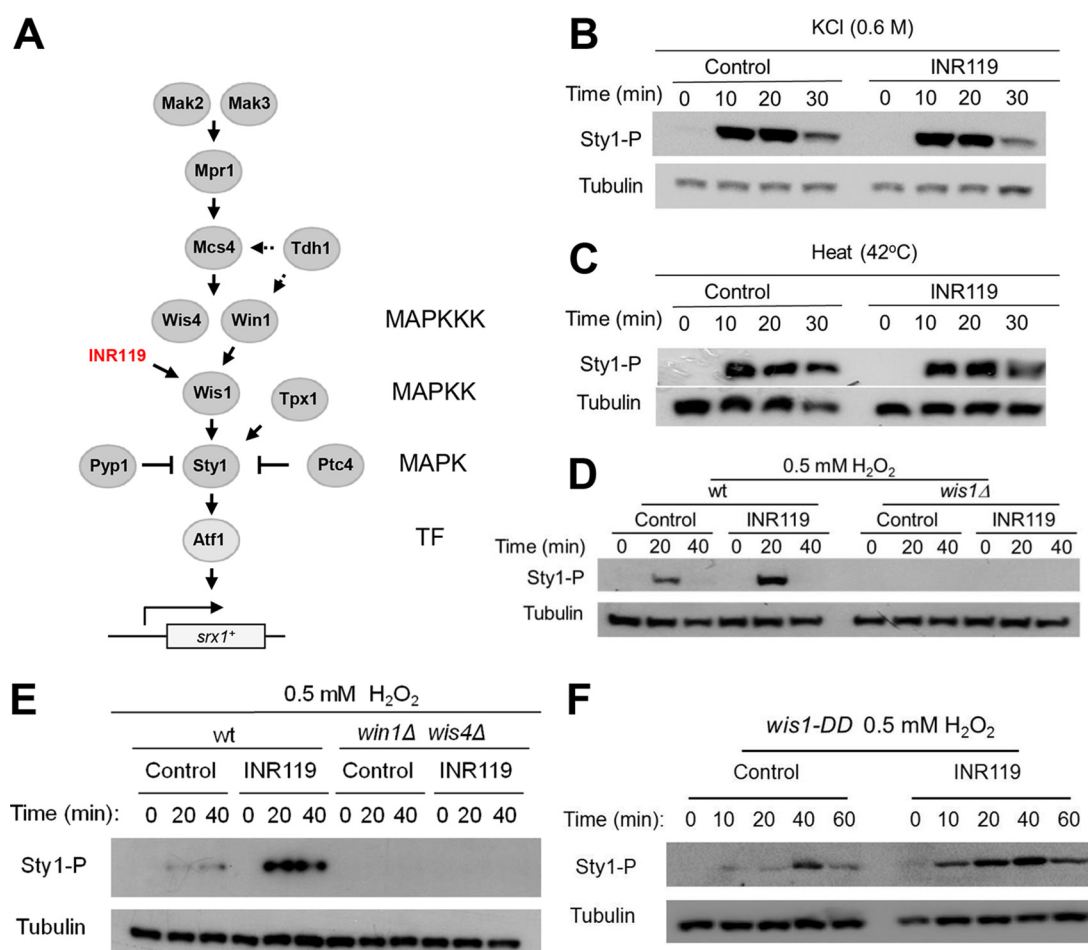 A
Mak2 Mak3
Mpr1
Mcs4 Tdh1
Wis4 Win1 MAPKKK
INR119
Wis1 Tpx1 MAPKK
Pyp1 Sty1 Ptc4 MAPK
Atf1 TF
srx1+
B
KCl (0.6 M)
Control INR119
Time (min) 0 10 20 30 0 10 20 30
Sty1-P
Tubulin
C
Heat (42ºC)
Control INR119
Time (min) 0 10 20 30 0 10 20 30
Sty1-P
Tubulin
D
0.5 mM H₂O₂
wt wis1Δ
Control INR119 Control INR119
Time (min) 0 20 40 0 20 40 0 20 40 0 20 40
Sty1-P
Tubulin
E
0.5 mM H₂O₂
wt win1Δ wis4Δ
Control INR119 Control INR119
Time (min): 0 20 40 0 20 40 0 20 40 0 20 40
Sty1-P
Tubulin
F
wis1-DD 0.5 mM H₂O₂
Control INR119
Time (min): 0 10 20 40 60 0 10 20 40 60
Sty1-P
Tubulin